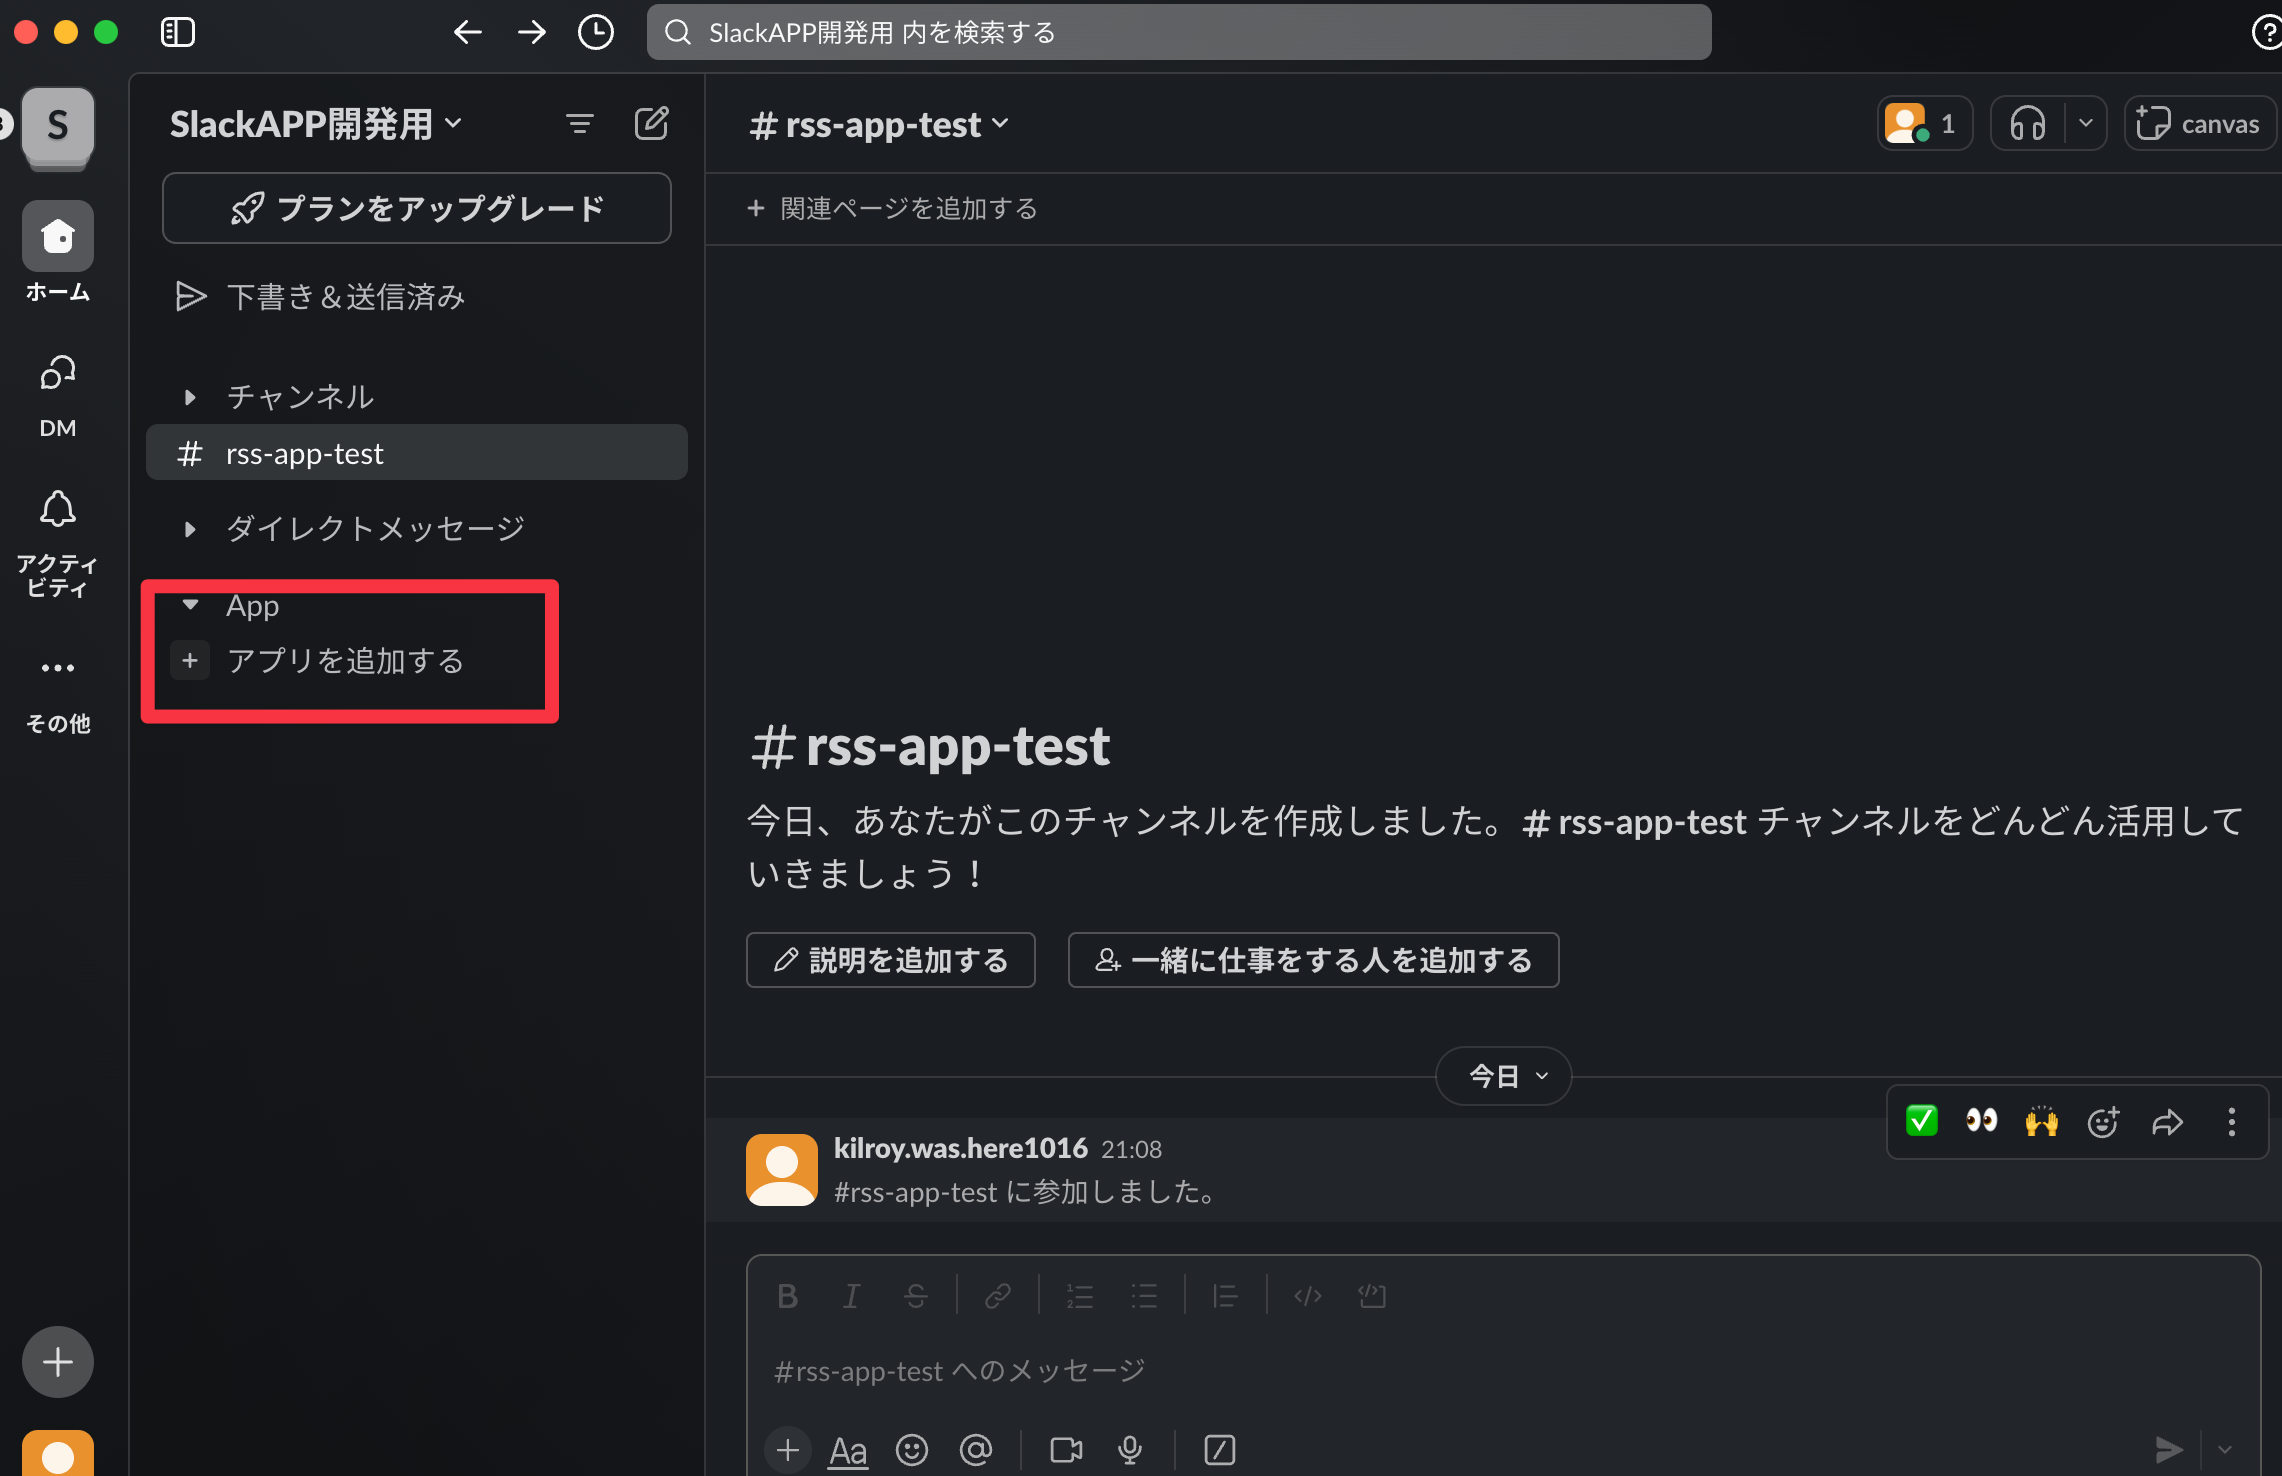 SlackAPP開発用 内を検索する
S
SlackAPP開発用
プランをアップグレード
下書き＆送信済み
チャンネル
# rss-app-test
ダイレクトメッセージ
App
+ アプリを追加する
ホーム
DM
アクティ
ビティ
その他
# rss-app-test
1
canvas
+ 関連ページを追加する
# rss-app-test
今日、あなたがこのチャンネルを作成しました。# rss-app-test チャンネルをどんどん活用して
いきましょう！
説明を追加する
一緒に仕事をする人を追加する
今日
kilroy.was.here1016 21:08
#rss-app-test に参加しました。
B I S
#rss-app-test へのメッセージ
+ Aa @